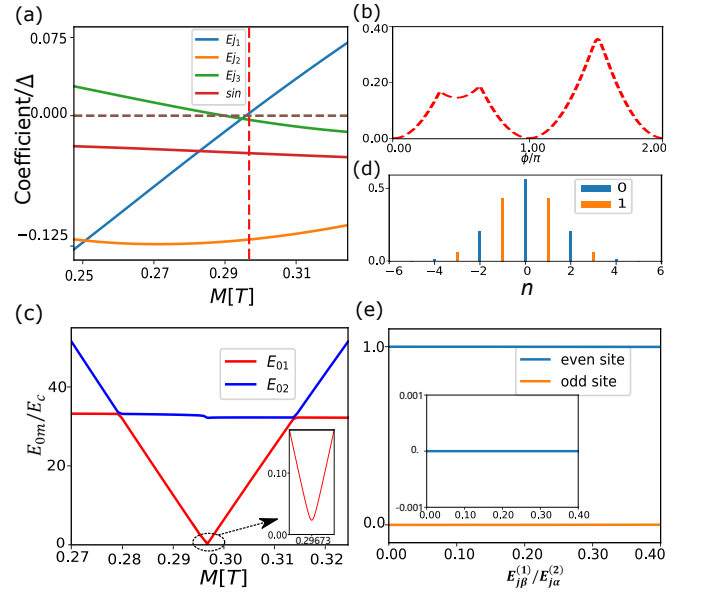 (a)
Coefficient/Δ
0.075
0.000
−0.125
Ej₁
Ej₂
Ej₃
sin
0.25
0.27
0.29
0.31
M[T]
(b)
0.40
0.20
0.00
0.00
1.00
2.00
ϕ/π
(d)
0.5
0.0
0
1
−6
−4
−2
0
2
4
6
n
(c)
E₀ₘ/E_c
40
20
0
E₀₁
E₀₂
0.10
0.00
0.29673
0.27
0.28
0.29
0.30
0.31
0.32
M[T]
(e)
1.0
0.0
even site
odd site
0.001
0.
-0.001
0.00
0.10
0.20
0.30
0.40
0.00
0.10
0.20
0.30
0.40
E_{jβ}^{(1)}/E_{jα}^{(2)}